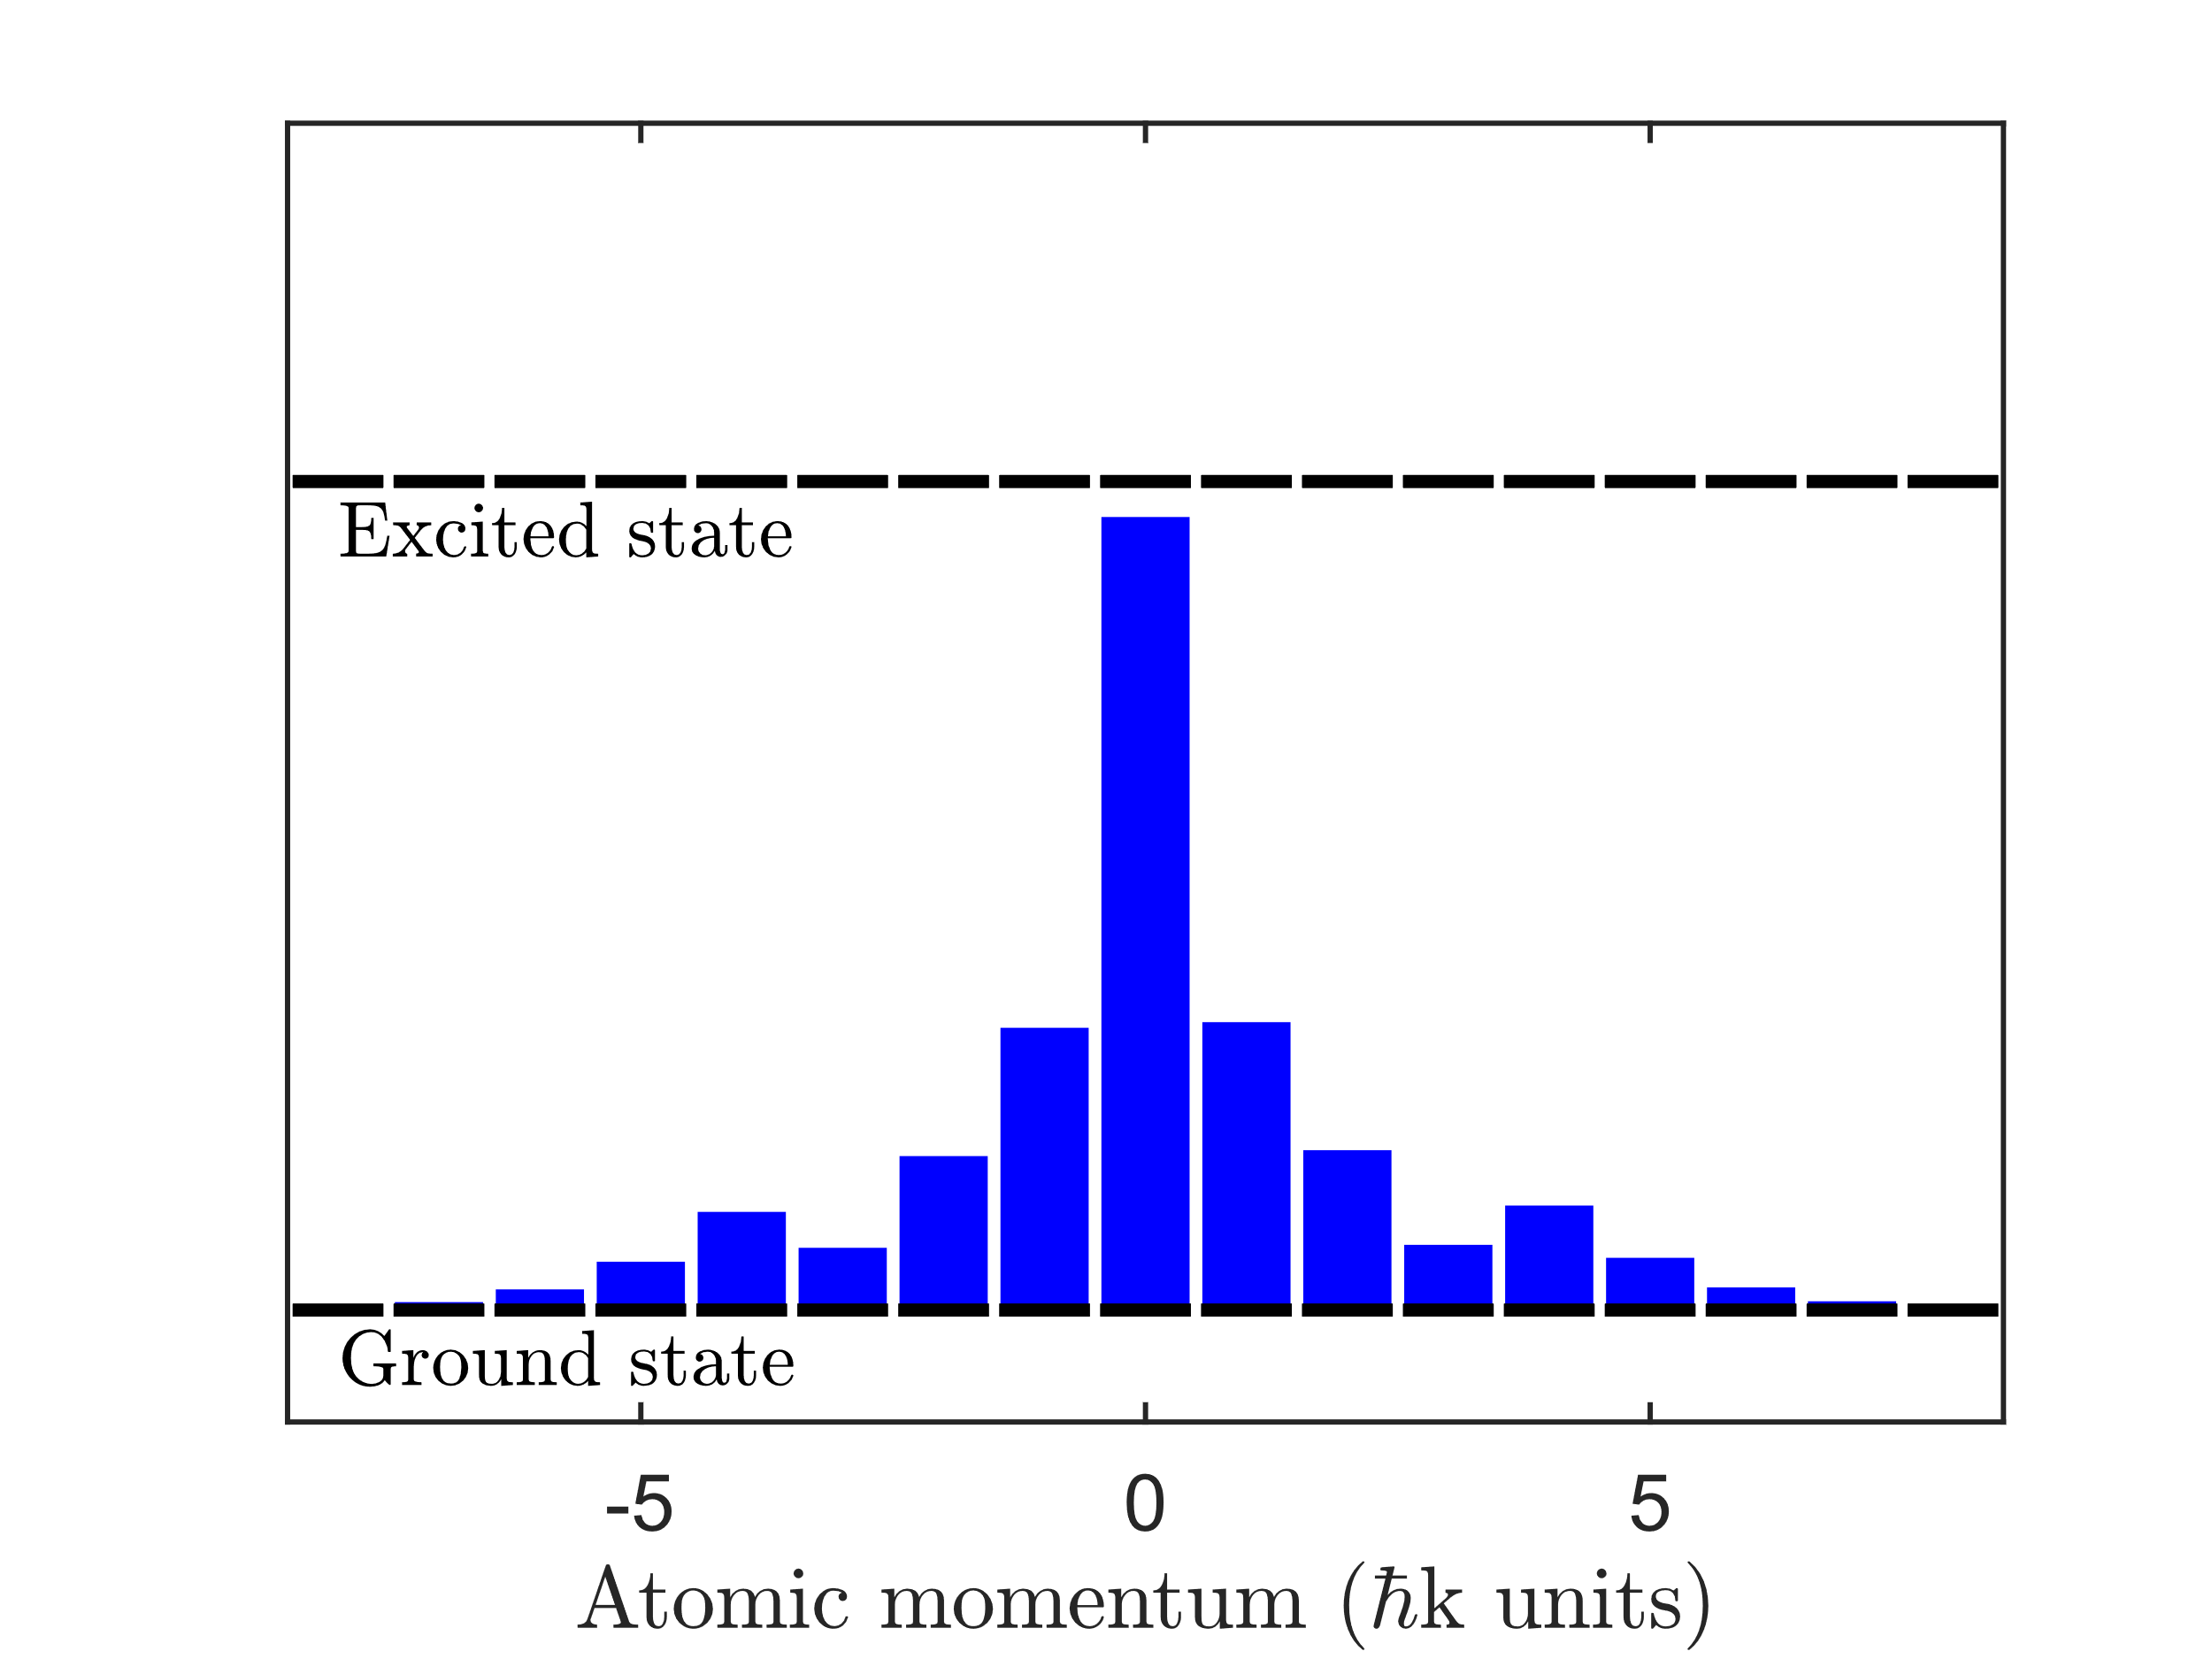 Excited state
Ground state
-5 0 5
Atomic momentum (ℏk units)